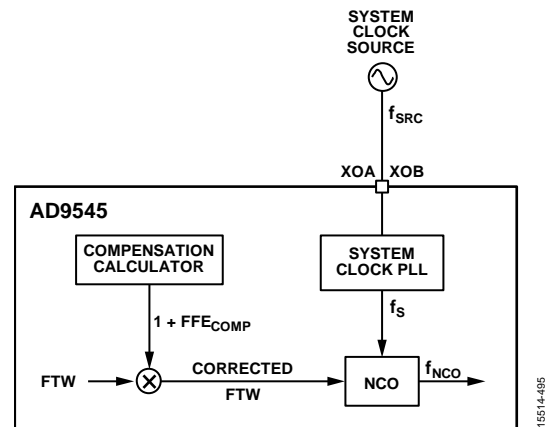 SYSTEM
CLOCK
SOURCE
fSRC
XOA XOB
AD9545
COMPENSATION
CALCULATOR
SYSTEM
CLOCK PLL
1 + FFECOMP
fS
FTW
CORRECTED
FTW
NCO
fNCO
15514-495